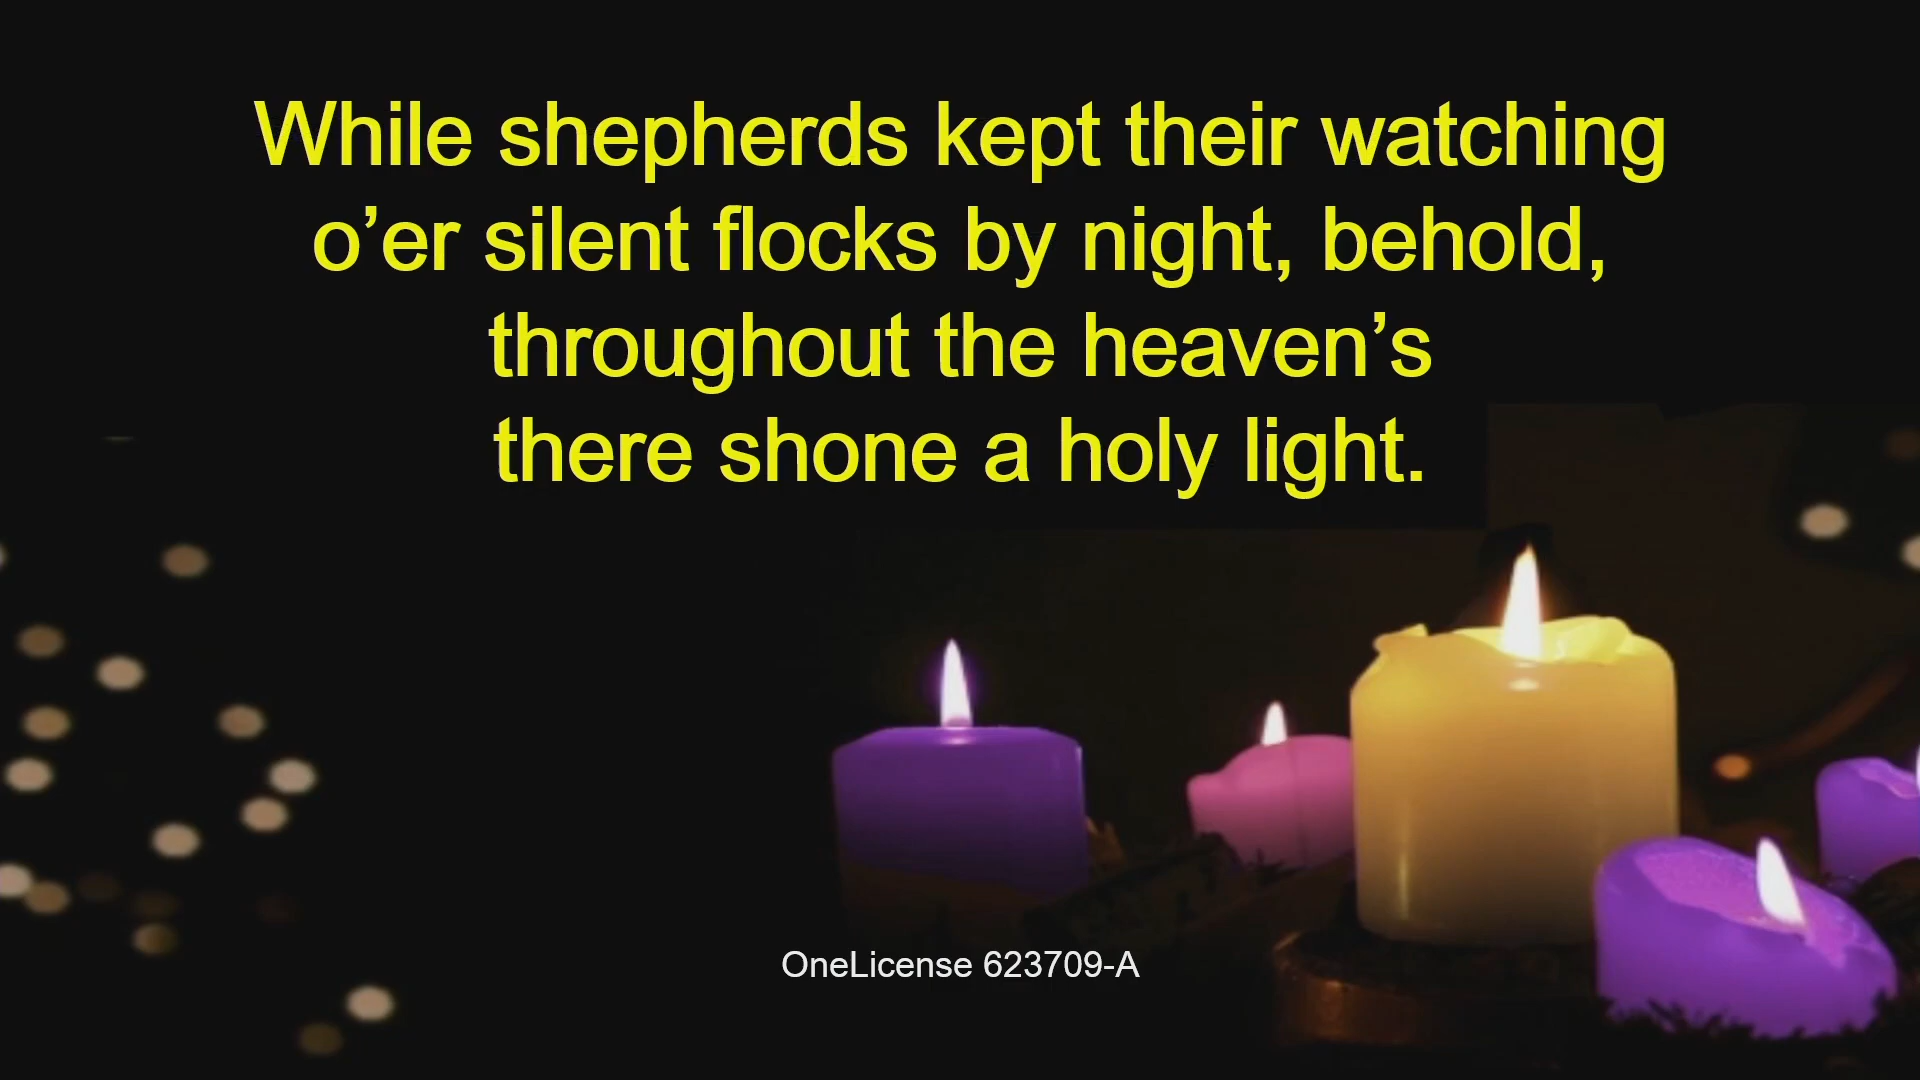 While shepherds kept their watching
o’er silent flocks by night, behold,
throughout the heaven’s
there shone a holy light.
OneLicense 623709-A